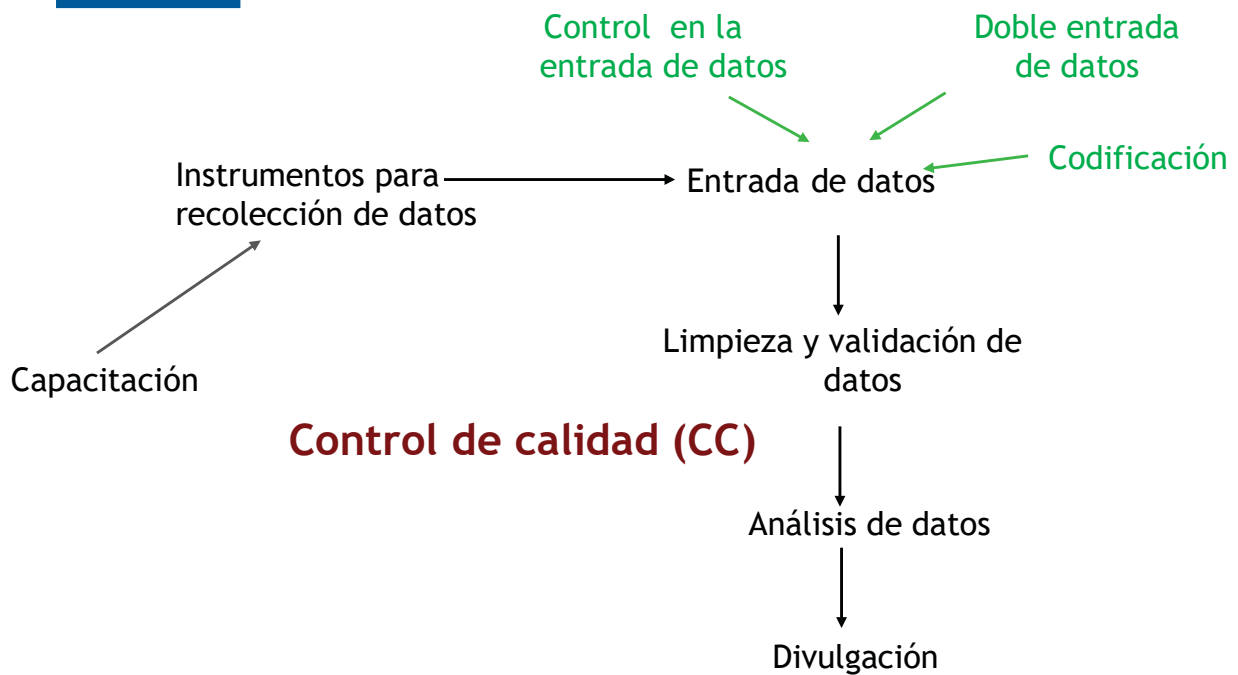 Control en la
entrada de datos
Doble entrada
de datos
Codificación
Instrumentos para
recolección de datos
Entrada de datos
Limpieza y validación de
datos
Capacitación
Control de calidad (CC)
Análisis de datos
Divulgación